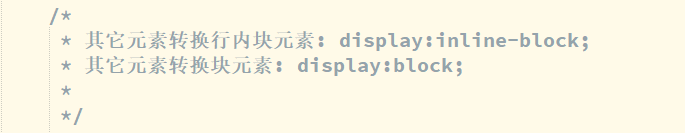 /*
* 其它元素转换行内块元素: display:inline-block;
* 其它元素转换块元素: display:block;
*
*/